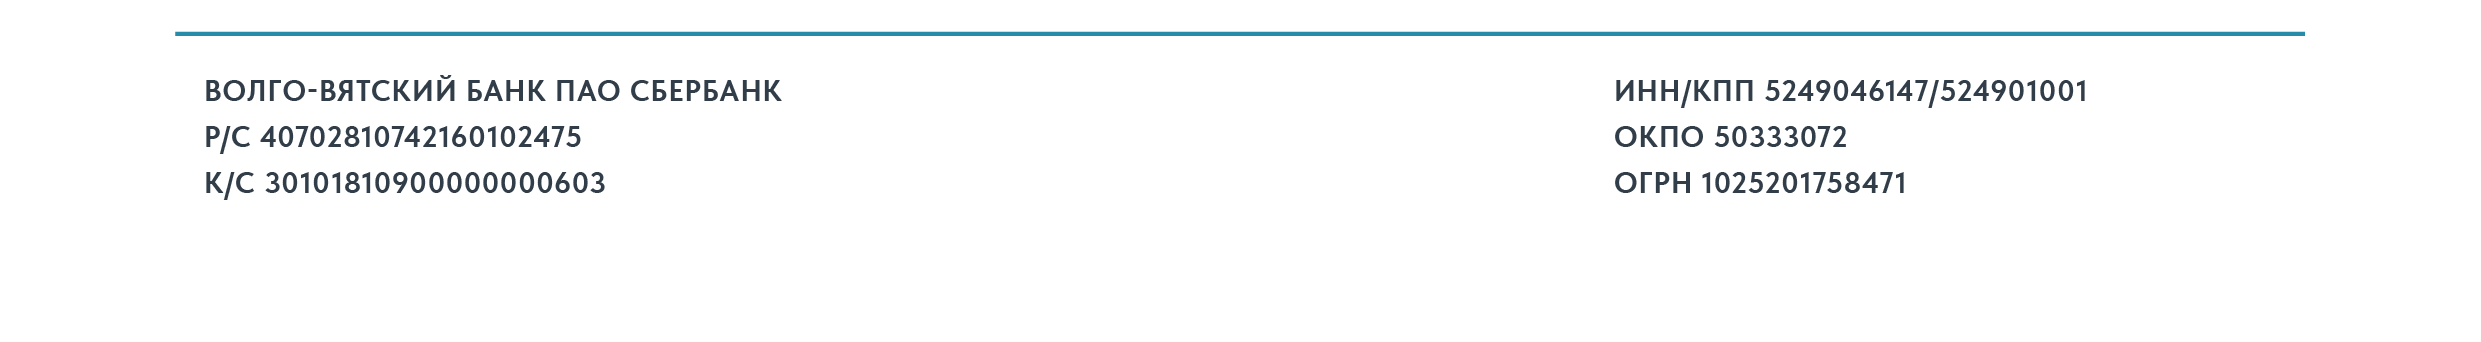 ВОЛГО-ВЯТСКИЙ БАНК ПАО СБЕРБАНК
Р/С 40702810742160102475
К/С 30101810900000000603
ИНН/КПП 5249046147/524901001
ОКПО 50333072
ОГРН 1025201758471